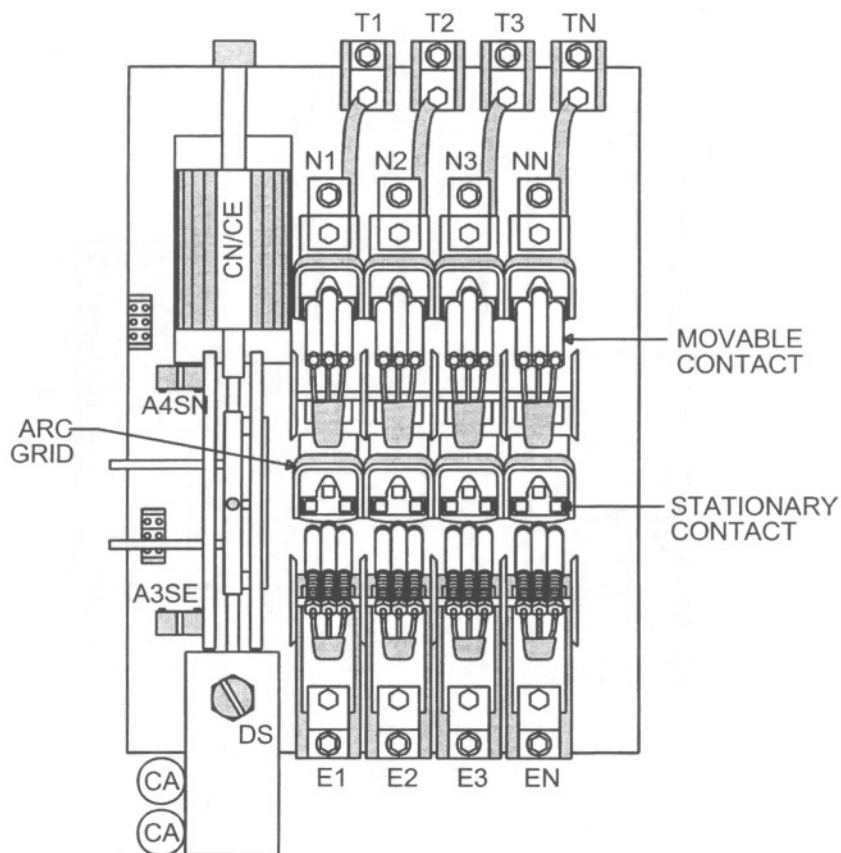 T1 T2 T3 TN
N1 N2 N3 NN
CN/CE
MOVABLE
CONTACT
A4SN
ARC
GRID
STATIONARY
CONTACT
A3SE
DS
E1 E2 E3 EN
CA
CA